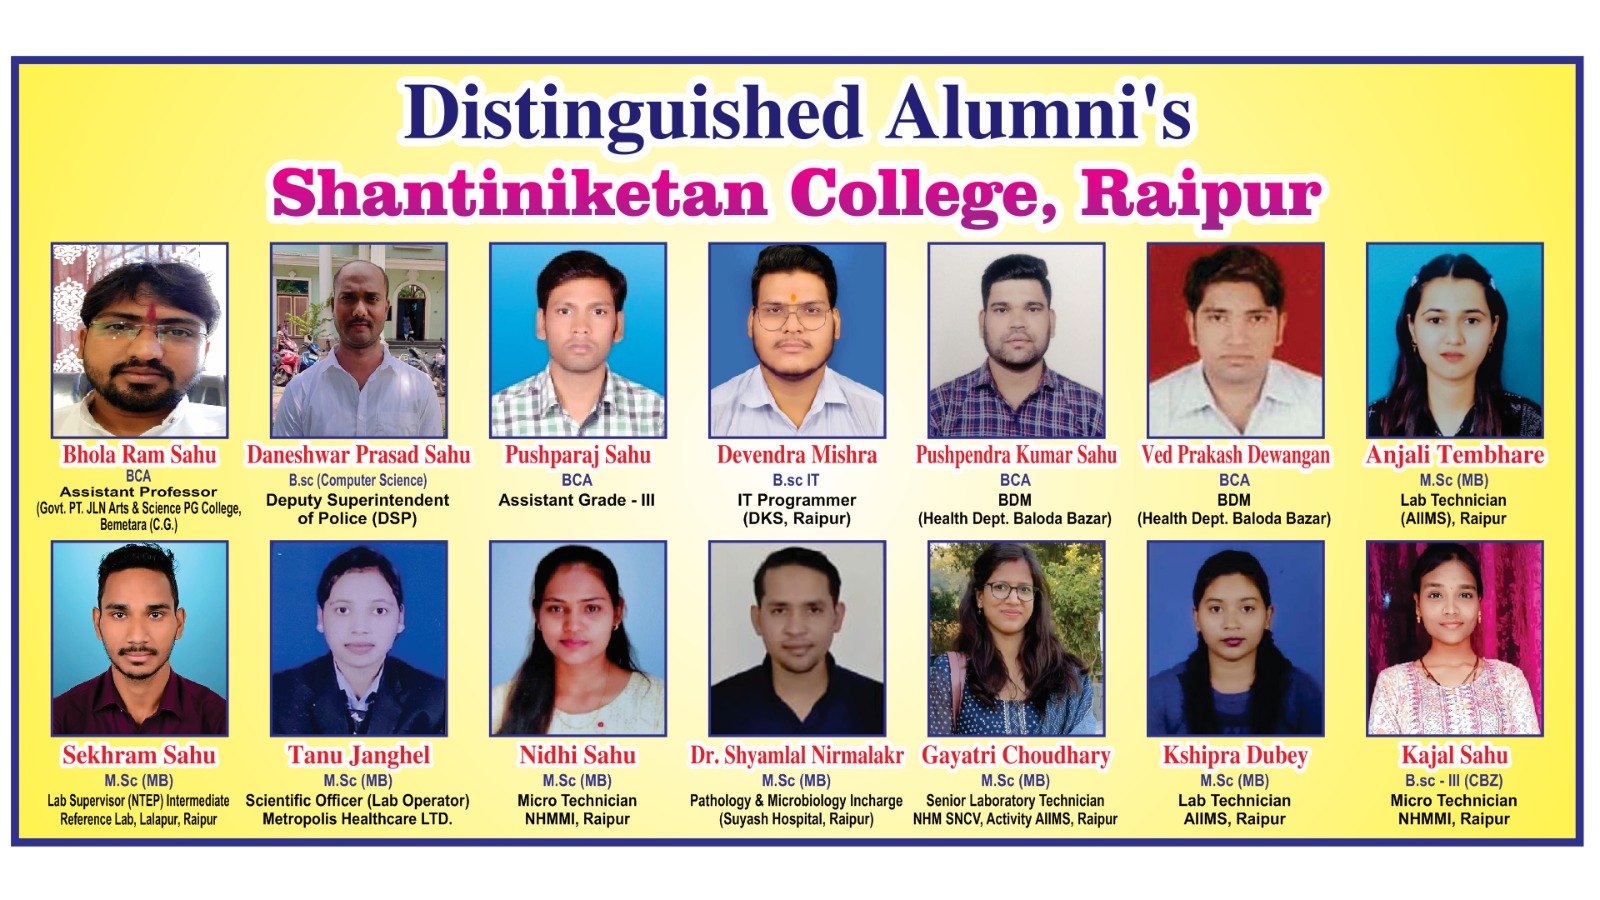 Distinguished Alumni's
Shantiniketan College, Raipur
Bhola Ram Sahu
BCA
Assistant Professor
(Govt. PT. JLN Arts & Science PG College,
Bemetara (C.G.)
Daneshwar Prasad Sahu
B.sc (Computer Science)
Deputy Superintendent
of Police (DSP)
Pushparaj Sahu
BCA
Assistant Grade - III
Devendra Mishra
B.sc IT
IT Programmer
(DKS, Raipur)
Pushpendra Kumar Sahu
BCA
BDM
(Health Dept. Baloda Bazar)
Ved Prakash Dewangan
BCA
BDM
(Health Dept. Baloda Bazar)
Anjali Tembhare
M.Sc (MB)
Lab Technician
(AIIMS), Raipur
Sekhram Sahu
M.Sc (MB)
Lab Supervisor (NTEP) Intermediate
Reference Lab, Lalapur, Raipur
Tanu Janghel
M.Sc (MB)
Scientific Officer (Lab Operator)
Metropolis Healthcare LTD.
Nidhi Sahu
M.Sc (MB)
Micro Technician
NHMMI, Raipur
Dr. Shyamlal Nirmalakr
M.Sc (MB)
Pathology & Microbiology Incharge
(Suyash Hospital, Raipur)
Gayatri Choudhary
M.Sc (MB)
Senior Laboratory Technician
NHM SNCV, Activity AIIMS, Raipur
Kshipra Dubey
M.Sc (MB)
Lab Technician
AIIMS, Raipur
Kajal Sahu
B.sc - III (CBZ)
Micro Technician
NHMMI, Raipur